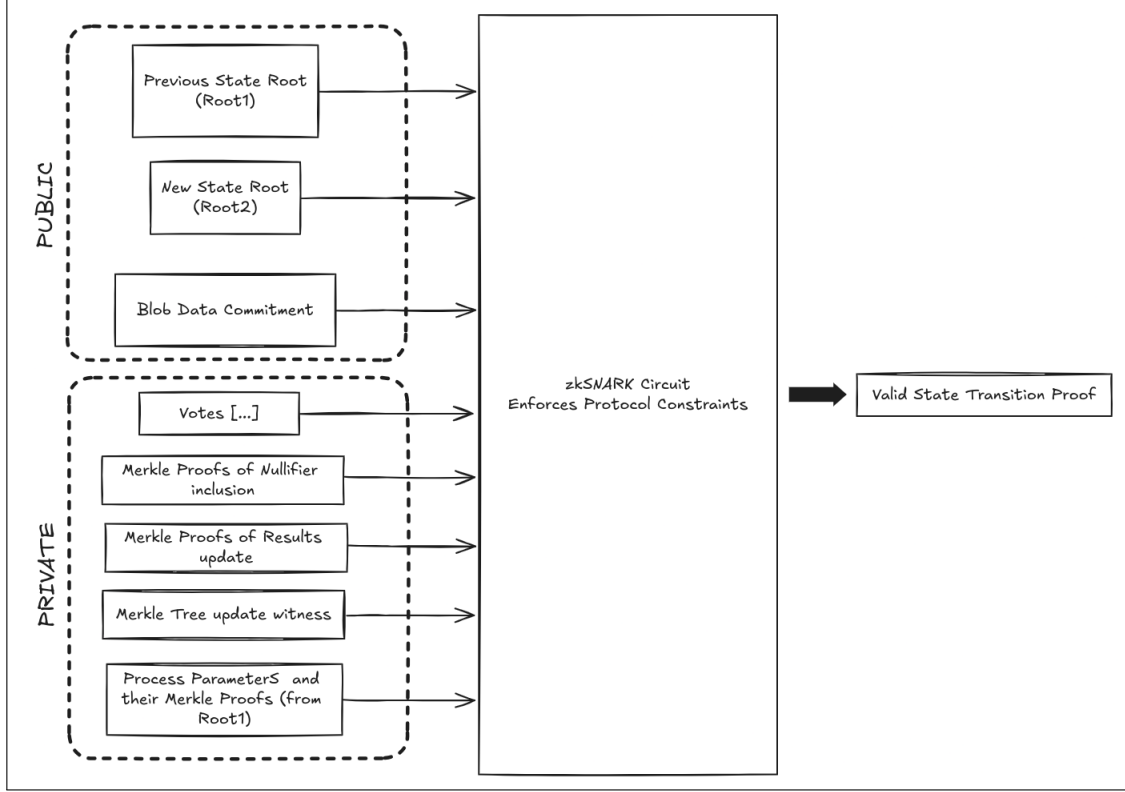 PUBLIC
Previous State Root
(Root1)
New State Root
(Root2)
Blob Data Commitment
PRIVATE
Votes [...]
Merkle Proofs of Nullifier
inclusion
Merkle Proofs of Results
update
Merkle Tree update witness
Process ParameterS and
their Merkle Proofs (from
Root1)
zkSNARK Circuit
Enforces Protocol Constraints
Valid State Transition Proof